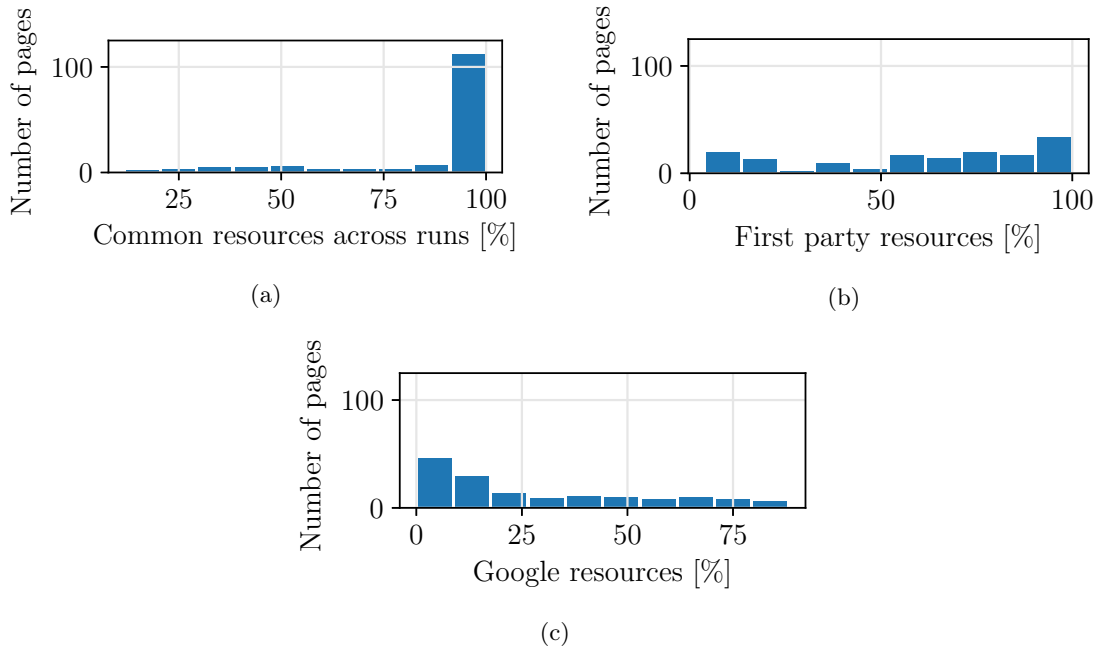 Number of pages
100
0
25
50
75
100
Common resources across runs [%]
(a)
Number of pages
100
0
0
50
100
First party resources [%]
(b)
Number of pages
100
0
0
25
50
75
Google resources [%]
(c)